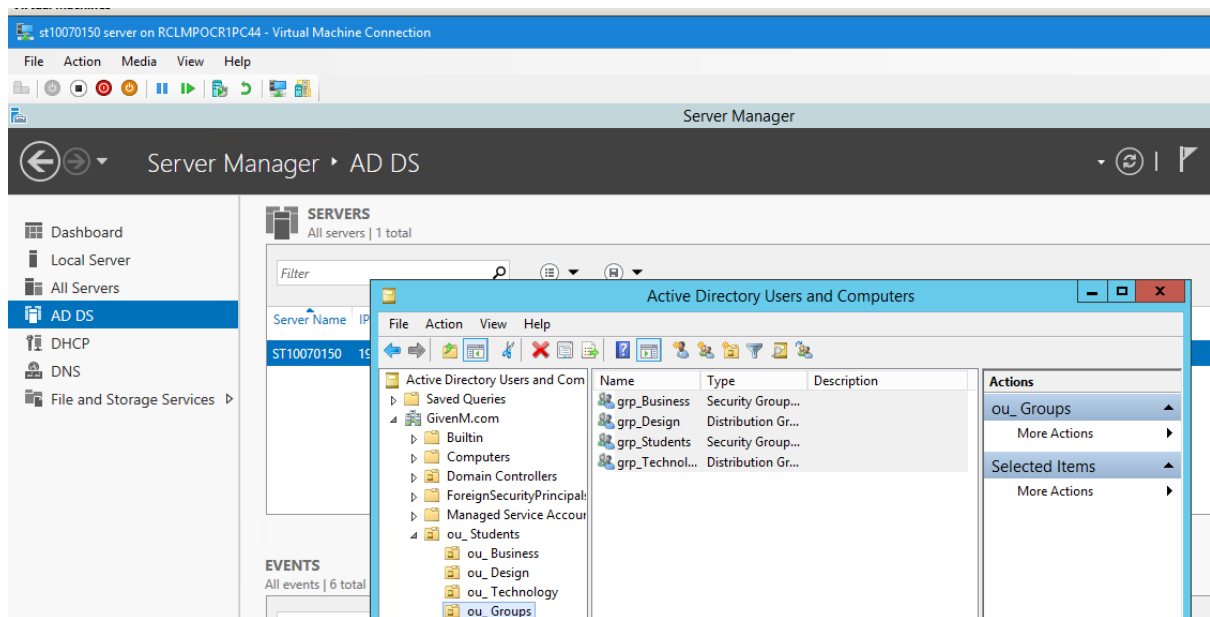 st10070150 server on RCLMPOCR1PC44 - Virtual Machine Connection
File Action Media View Help
Server Manager
Server Manager AD DS
Dashboard
Local Server
All Servers
AD DS
DHCP
DNS
File and Storage Services
SERVERS
All servers | 1 total
Filter
Server Name IP
ST10070150 19
EVENTS
All events | 6 total
Active Directory Users and Computers
File Action View Help
Active Directory Users and Com
Saved Queries
GivenM.com
Builtin
Computers
Domain Controllers
ForeignSecurityPrincipals
Managed Service Accour
ou_ Students
ou_ Business
ou_ Design
ou_ Technology
ou_ Groups
Name Type Description
grp_Business Security Group...
grp_Design Distribution Gr...
grp_Students Security Group...
grp_Technol... Distribution Gr...
Actions
ou_ Groups
More Actions
Selected Items
More Actions